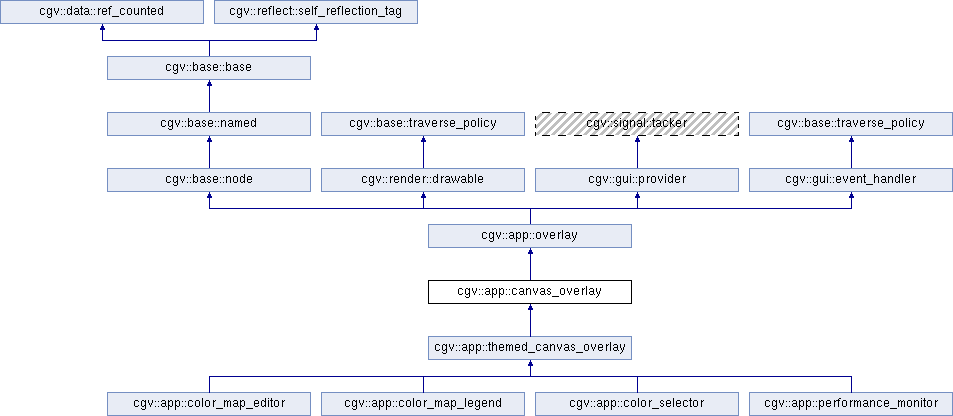 cgv::data::ref_counted cgv::reflect::self_reflection_tag
cgv::base::base
cgv::base::named cgv::base::traverse_policy cgv::signal::tacker cgv::base::traverse_policy
cgv::base::node cgv::render::drawable cgv::gui::provider cgv::gui::event_handler
cgv::app::overlay
cgv::app::canvas_overlay
cgv::app::themed_canvas_overlay
cgv::app::color_map_editor cgv::app::color_map_legend cgv::app::color_selector cgv::app::performance_monitor